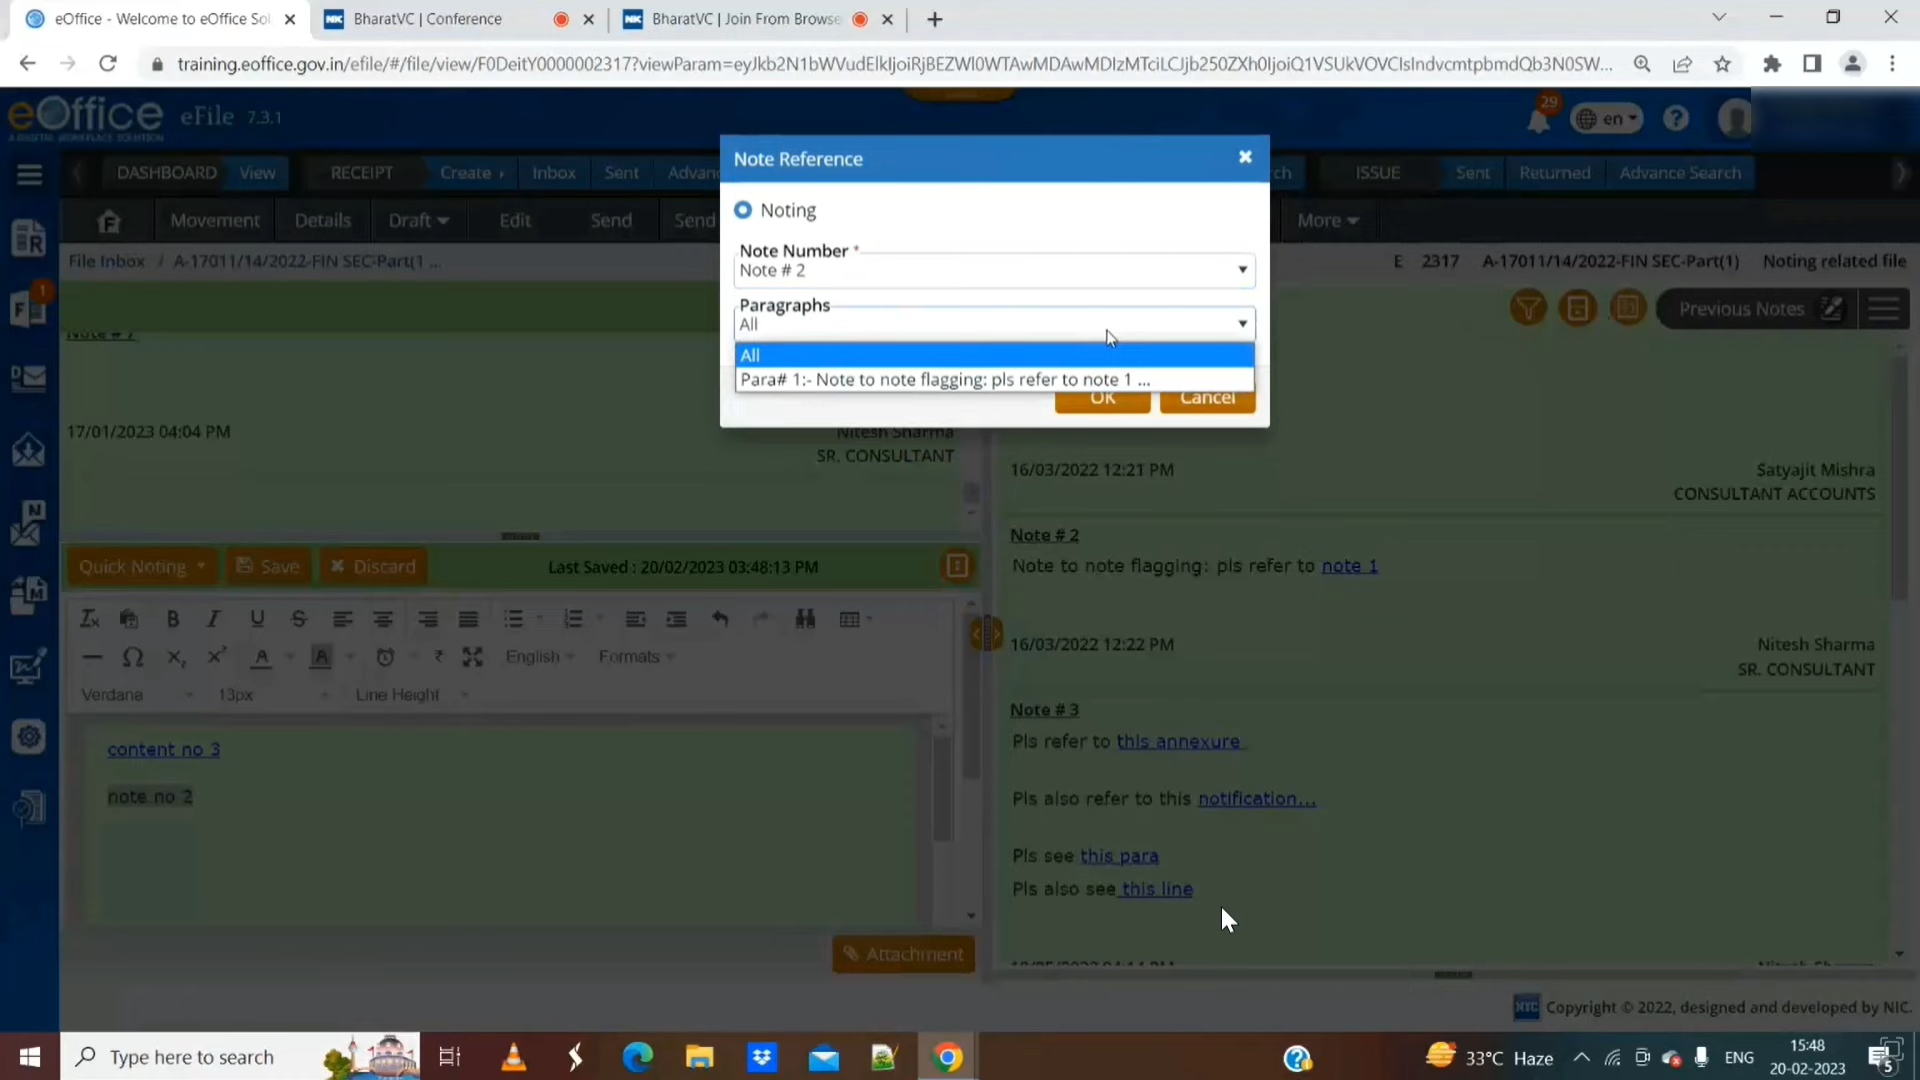 eOffice - Welcome to eOffice Sol
BharatVC | Conference
BharatVC | Join From Browse
training.eoffice.gov.in/efile/#/file/view/F0DeitY0000002317?viewParam=
eOffice
A DIGITAL WORKPLACE SOLUTION
eFile 7.3.1
29
en
DASHBOARD View RECEIPT Create Inbox Sent Advan
ch ISSUE Sent Returned Advance Search
Movement Details Draft Edit Send Send
More
File Inbox / A-17011/14/2022-FIN SEC-Part(1 ...
E 2317 A-17011/14/2022-FIN SEC-Part(1) Noting related file
Note Reference
Noting
Note Number *
Note # 2
Paragraphs
All
All
Para# 1:- Note to note flagging: pls refer to note 1 ...
OK Cancel
1
Previous Notes
17/01/2023 04:04 PM
Nitesh Sharma
SR. CONSULTANT
Quick Noting Save Discard
Last Saved : 20/02/2023 03:48:13 PM
English Formats
Verdana 13px Line Height
content no 3
note no 2
Attachment
16/03/2022 12:21 PM
Satyajit Mishra
CONSULTANT ACCOUNTS
Note # 2
Note to note flagging: pls refer to note 1
16/03/2022 12:22 PM
Nitesh Sharma
SR. CONSULTANT
Note # 3
Pls refer to this annexure
Pls also refer to this notification...
Pls see this para
Pls also see this line
NIC Copyright © 2022, designed and developed by NIC.
Type here to search
33°C Haze
ENG
15:48
20-02-2023
5